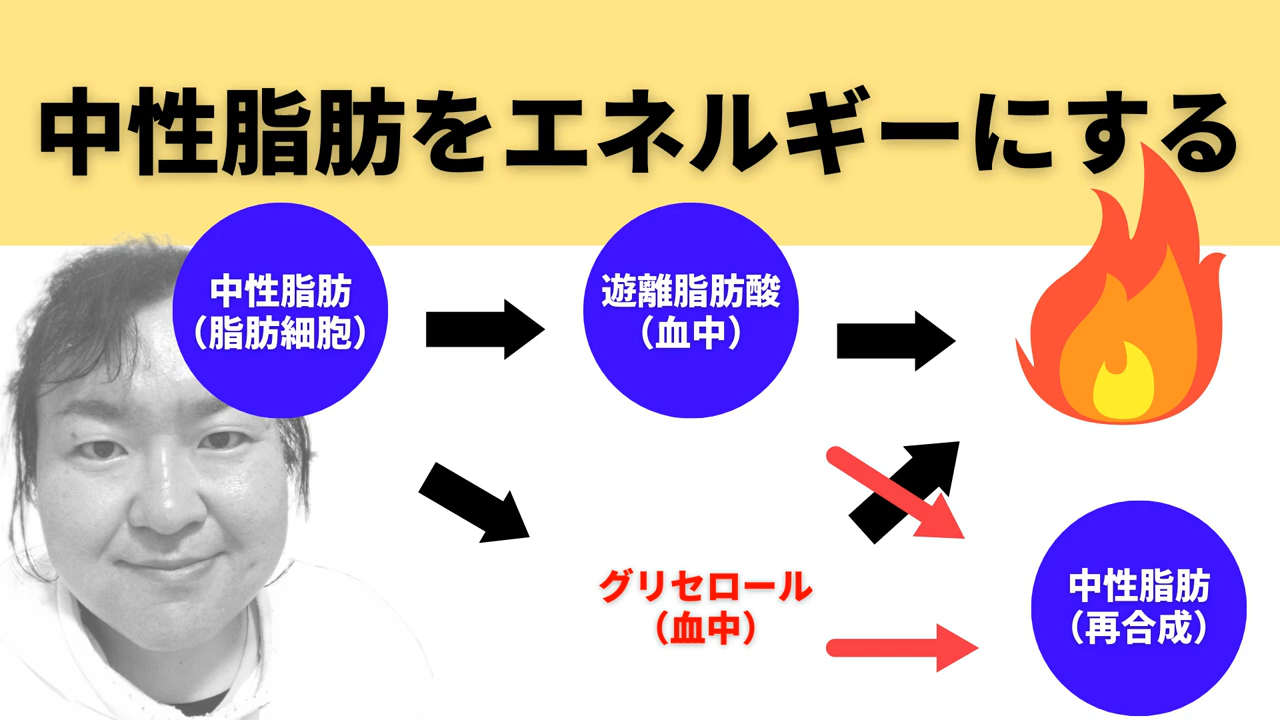 中性脂肪をエネルギーにする
中性脂肪
（脂肪細胞）
遊離脂肪酸
（血中）
グリセロール
（血中）
中性脂肪
（再合成）